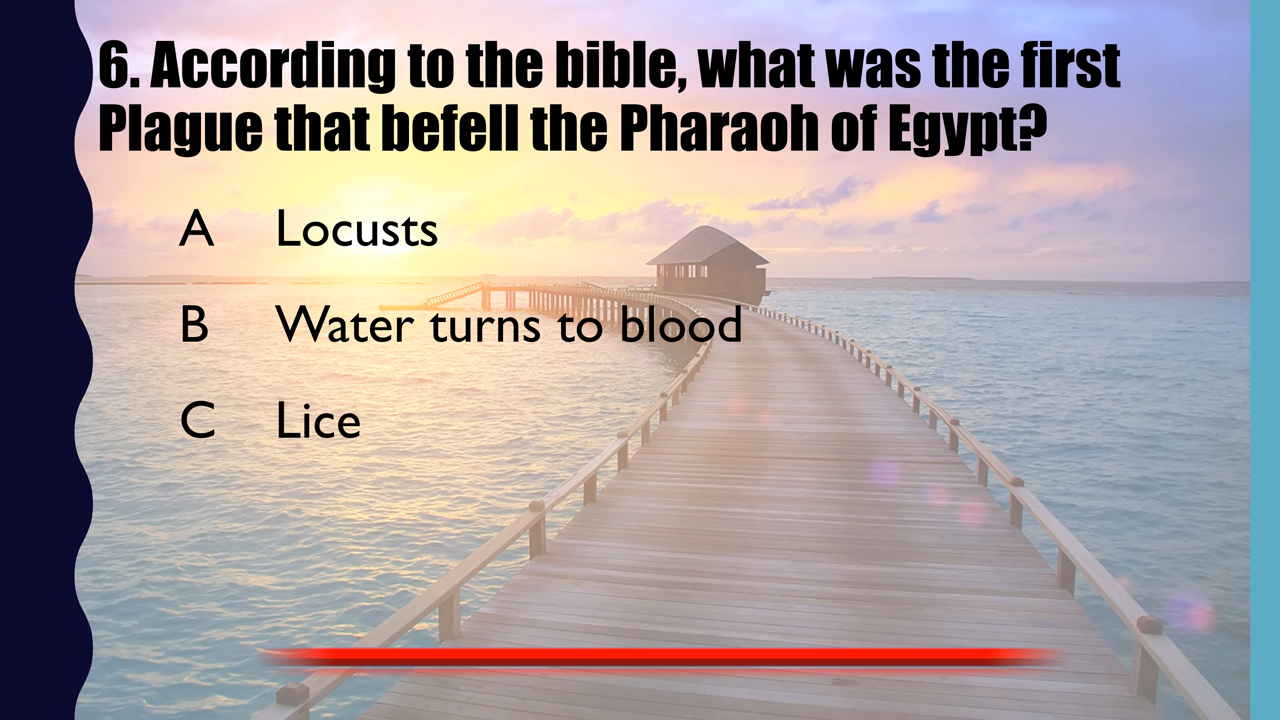 6. According to the bible, what was the first
Plague that befell the Pharaoh of Egypt?
A Locusts
B Water turns to blood
C Lice